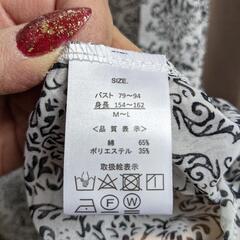 SIZE.
バスト 79〜94
身長 154〜162
M〜L
<品質表示>
綿 65%
ポリエステル 35%
取扱絵表示